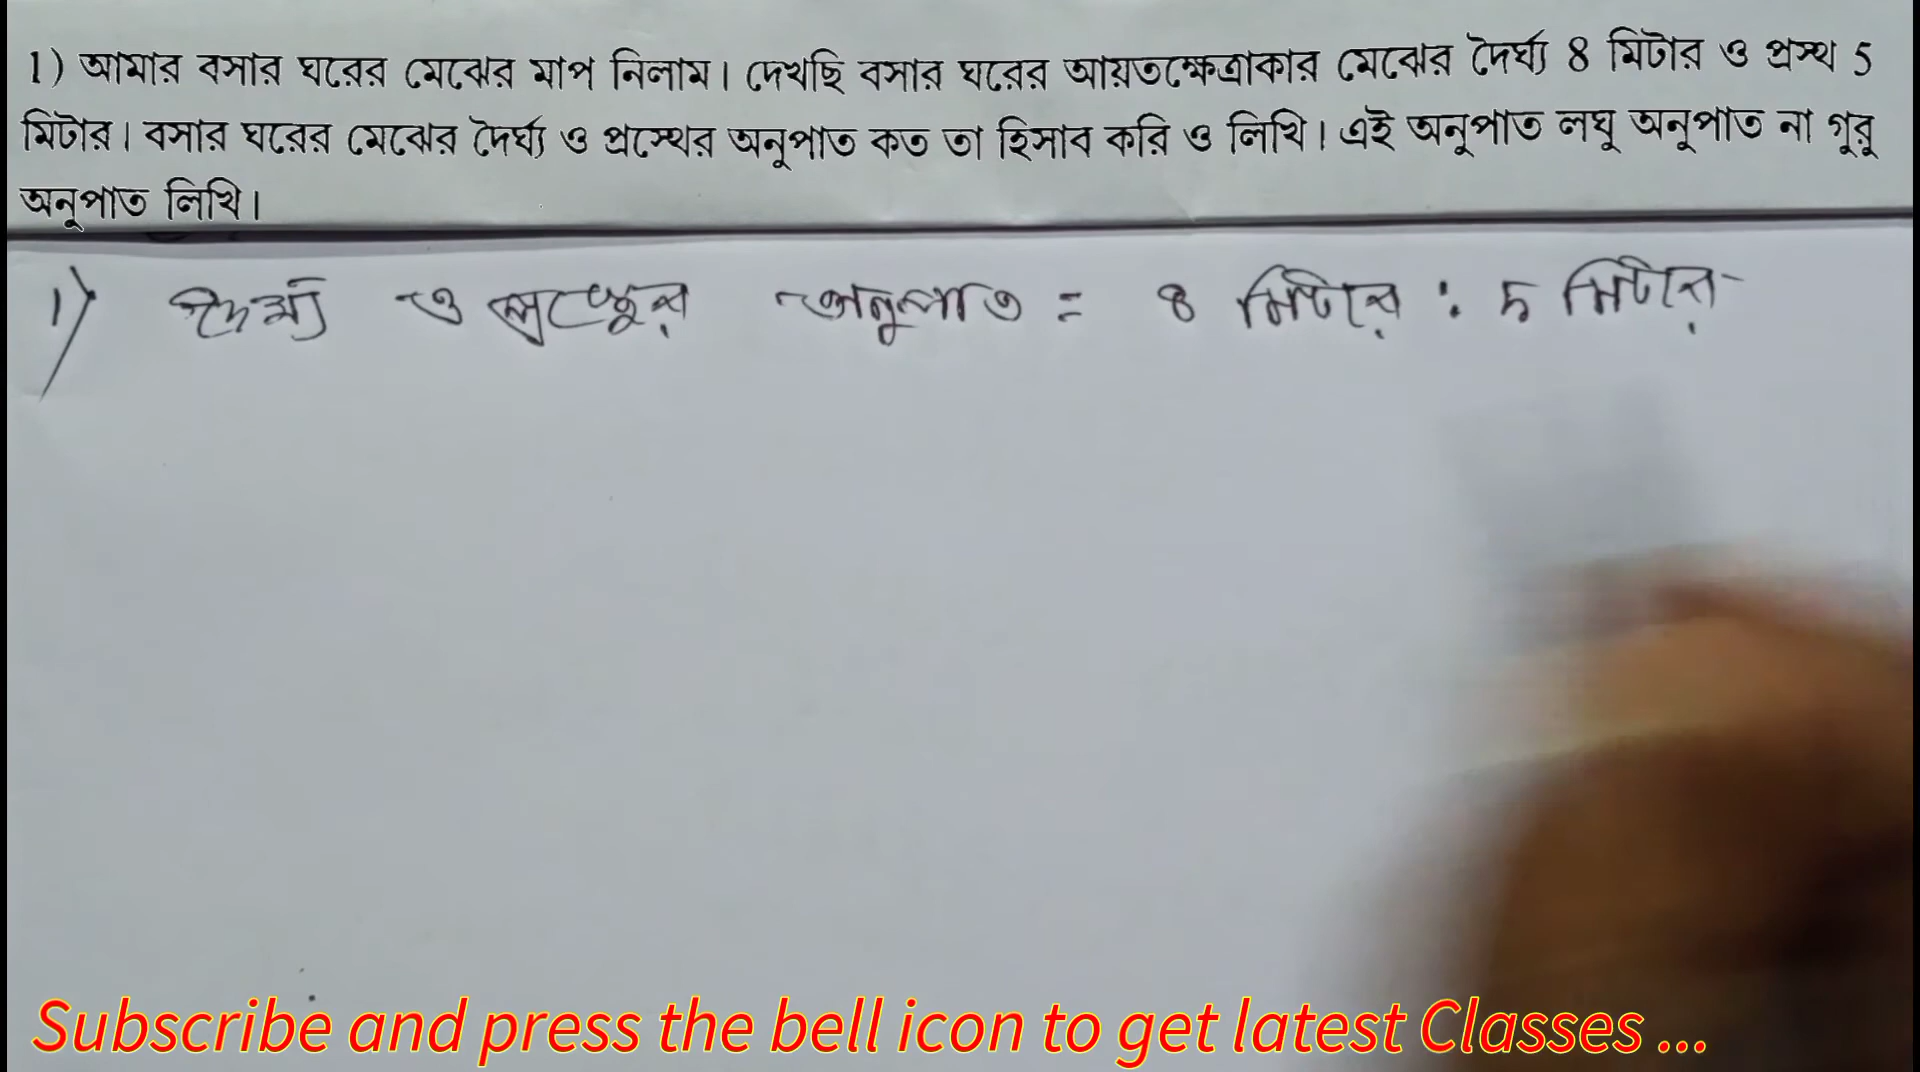 1) আমার বসার ঘরের মেঝের মাপ নিলাম। দেখছি বসার ঘরের আয়তক্ষেত্রাকার মেঝের দৈর্ঘ্য 8 মিটার ও প্রস্থ 5
মিটার। বসার ঘরের মেঝের দৈর্ঘ্য ও প্রস্থের অনুপাত কত তা হিসাব করি ও লিখি। এই অনুপাত লঘু অনুপাত না গুরু
অনুপাত লিখি।
1) দৈর্ঘ্য ও প্রস্থের অনুপাত = 8 মিটার : 5 মিটার
Subscribe and press the bell icon to get latest Classes ...